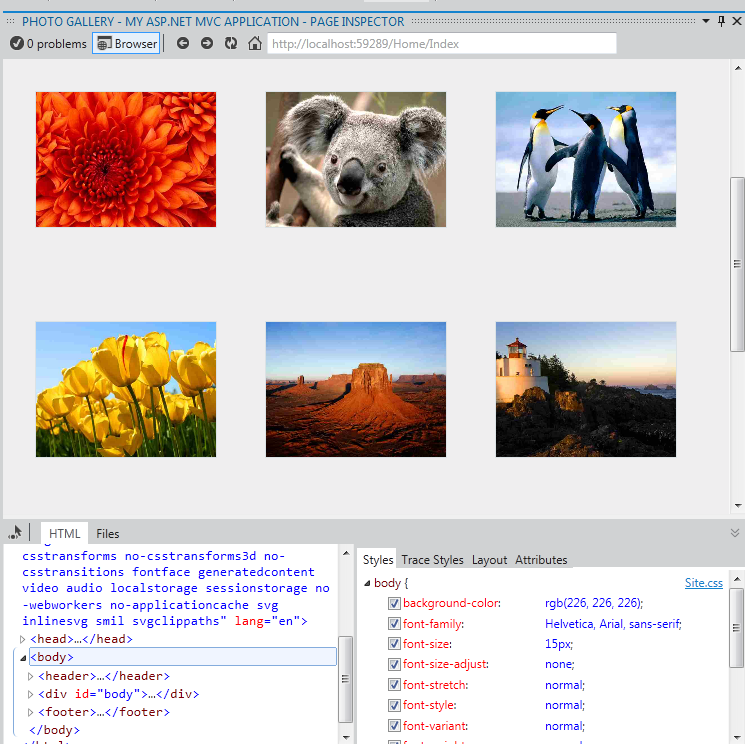 PHOTO GALLERY - MY ASP.NET MVC APPLICATION - PAGE INSPECTOR
0 problems Browser http://localhost:59289/Home/Index
HTML Files
csstransforms no-csstransforms3d no-
csstransitions fontface generatedcontent
video audio localstorage sessionstorage no
-webworkers no-applicationcache svg
inlinesvg smil svgclippaths" lang="en">
<head>…</head>
<body>
<header>…</header>
<div id="body">…</div>
<footer>…</footer>
</body>
</html>
Styles Trace Styles Layout Attributes
body { Site.css
background-color: rgb(226, 226, 226);
font-family: Helvetica, Arial, sans-serif;
font-size: 15px;
font-size-adjust: none;
font-stretch: normal;
font-style: normal;
font-variant: normal;